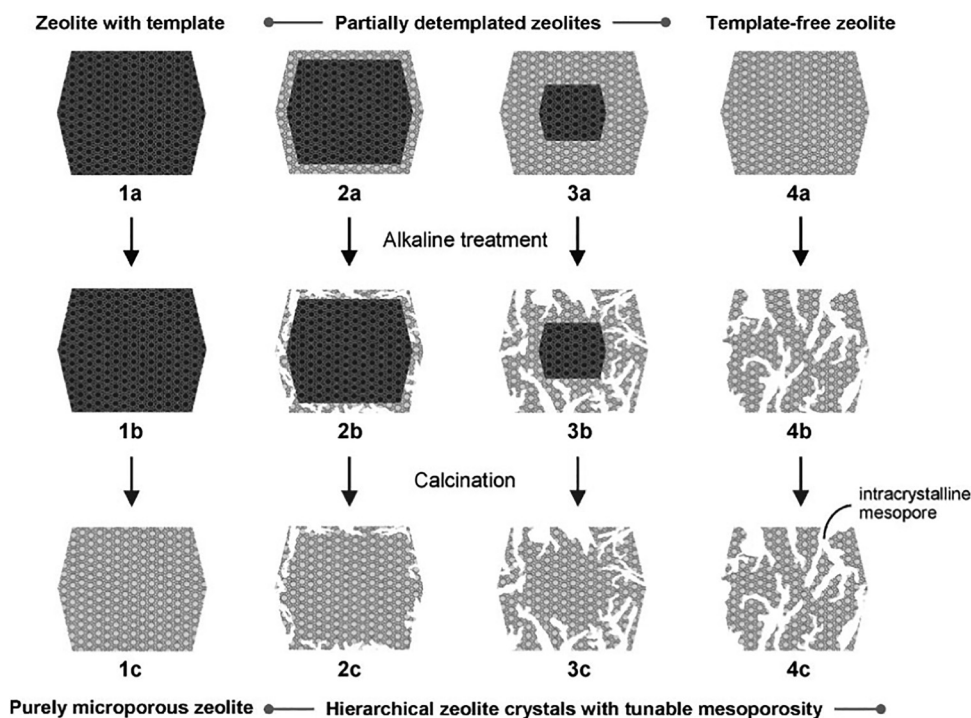 Zeolite with template
Partially detemplated zeolites
Template-free zeolite
1a
2a
3a
4a
Alkaline treatment
1b
2b
3b
4b
Calcination
intracrystalline
mesopore
1c
2c
3c
4c
Purely microporous zeolite
Hierarchical zeolite crystals with tunable mesoporosity